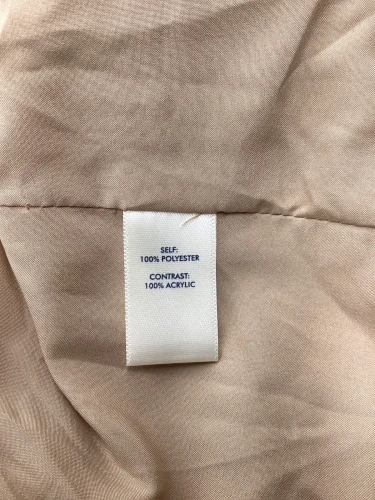 SELF:
100% POLYESTER
CONTRAST:
100% ACRYLIC